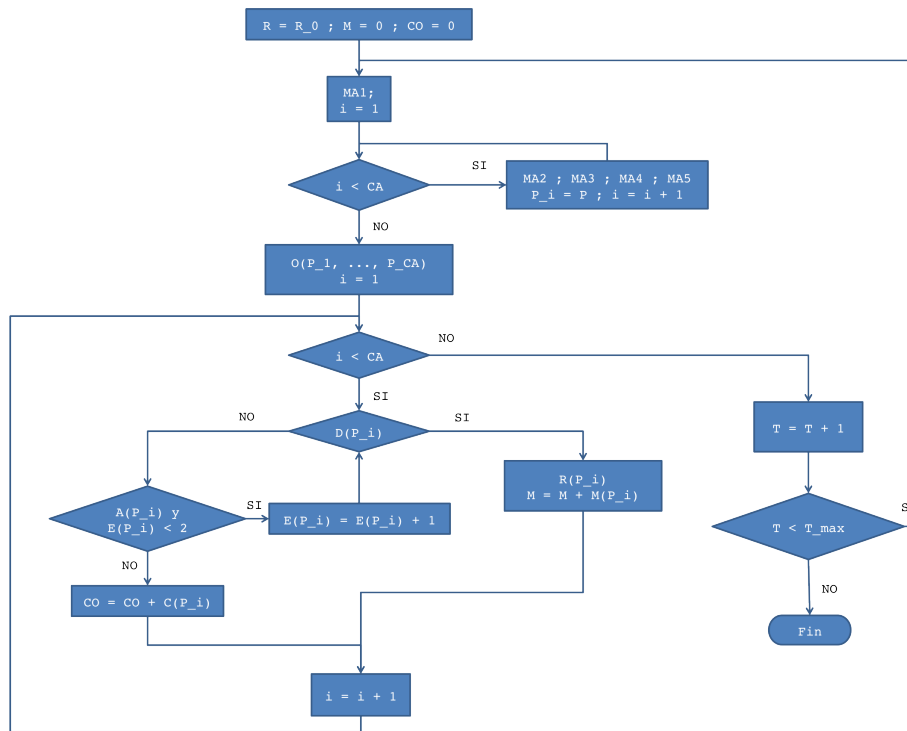 R = R_0 ; M = 0 ; CO = 0
MA1;
i = 1
SI
i < CA
MA2 ; MA3 ; MA4 ; MA5
P_i = P ; i = i + 1
NO
O(P_1, ..., P_CA)
i = 1
i < CA
NO
SI
NO
D(P_i)
SI
T = T + 1
R(P_i)
M = M + M(P_i)
A(P_i) y
E(P_i) < 2
SI
E(P_i) = E(P_i) + 1
T < T_max
S
NO
CO = CO + C(P_i)
NO
Fin
i = i + 1